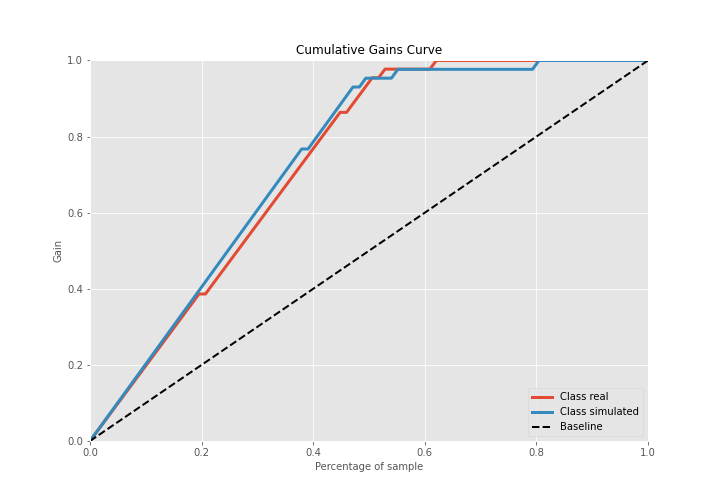 Cumulative Gains Curve
1.0
0.8
0.6
0.4
0.2
0.0
Gain
0.0 0.2 0.4 0.6 0.8 1.0
Percentage of sample
Class real
Class simulated
Baseline